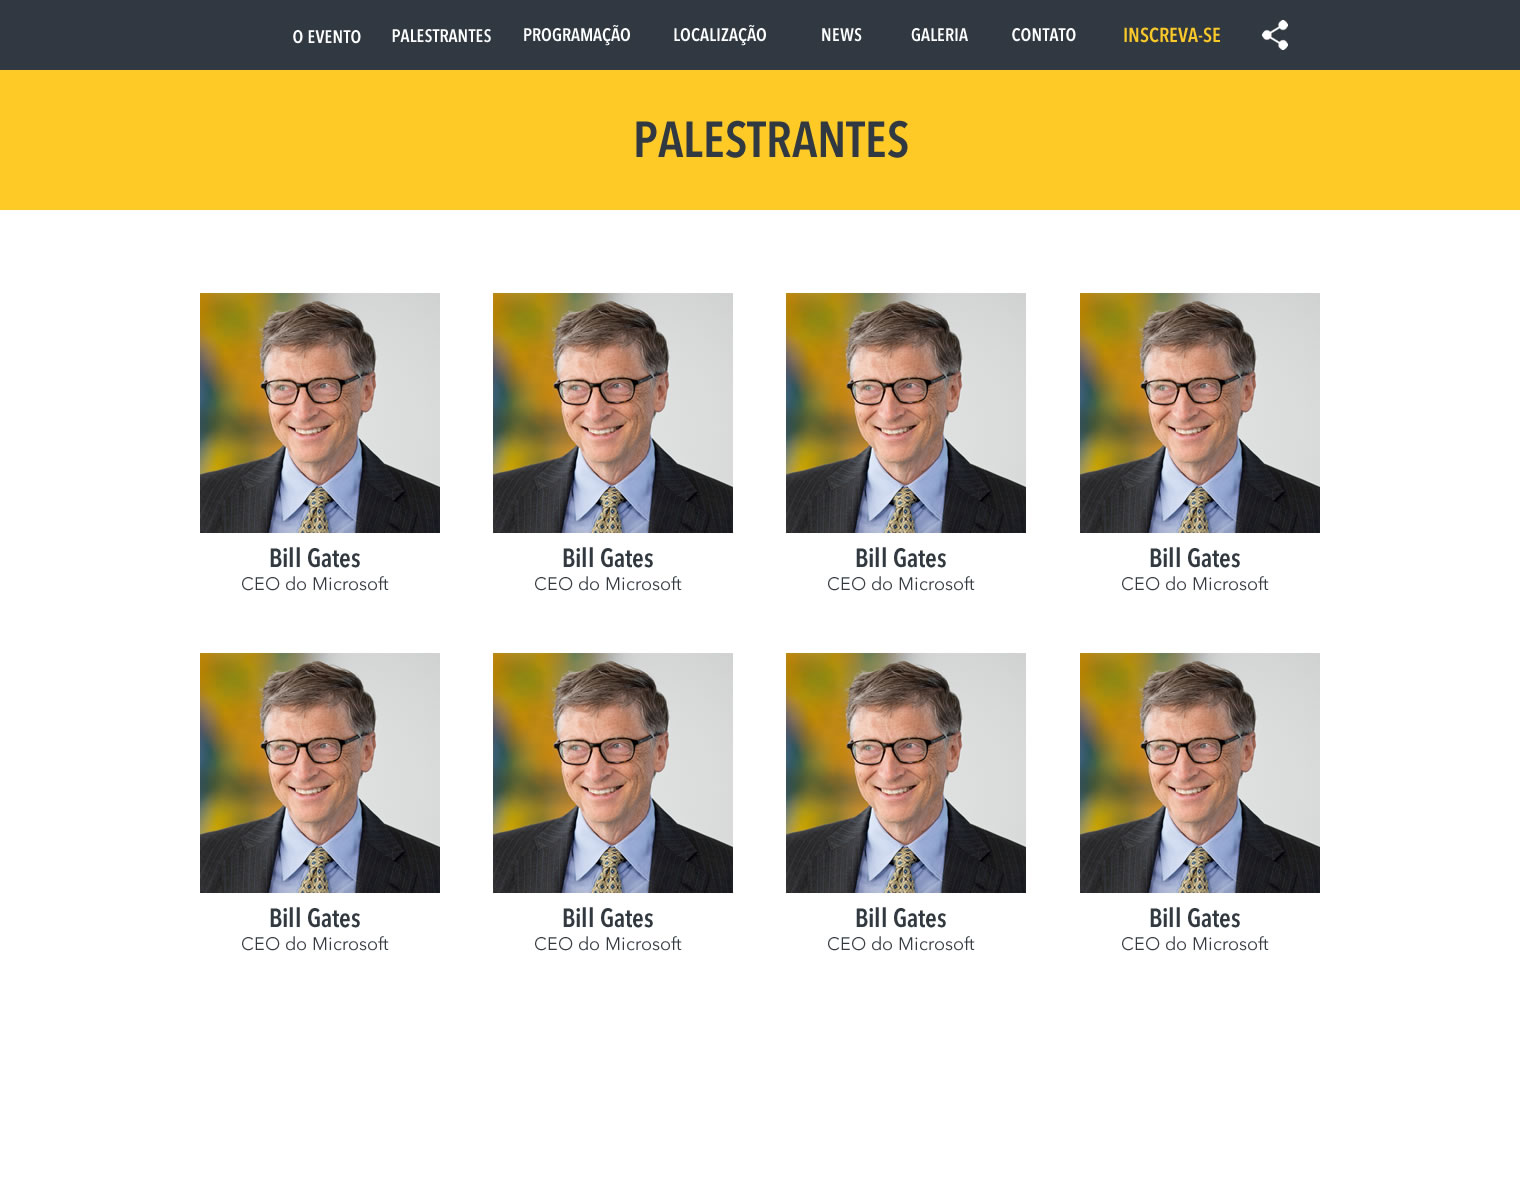 O EVENTO PALESTRANTES PROGRAMAÇÃO LOCALIZAÇÃO NEWS GALERIA CONTATO INSCREVA-SE
PALESTRANTES
Bill Gates Bill Gates Bill Gates Bill Gates
CEO do Microsoft CEO do Microsoft CEO do Microsoft CEO do Microsoft
Bill Gates Bill Gates Bill Gates Bill Gates
CEO do Microsoft CEO do Microsoft CEO do Microsoft CEO do Microsoft